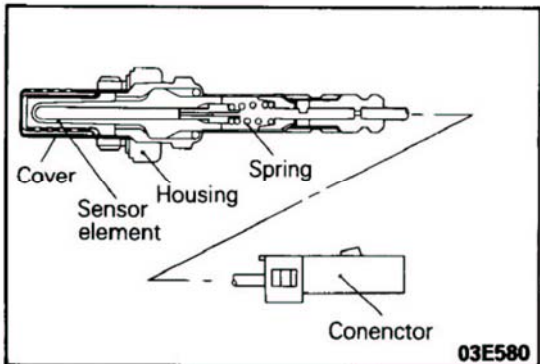 Cover
Sensor
element
Housing
Spring
Conenctor
03E580